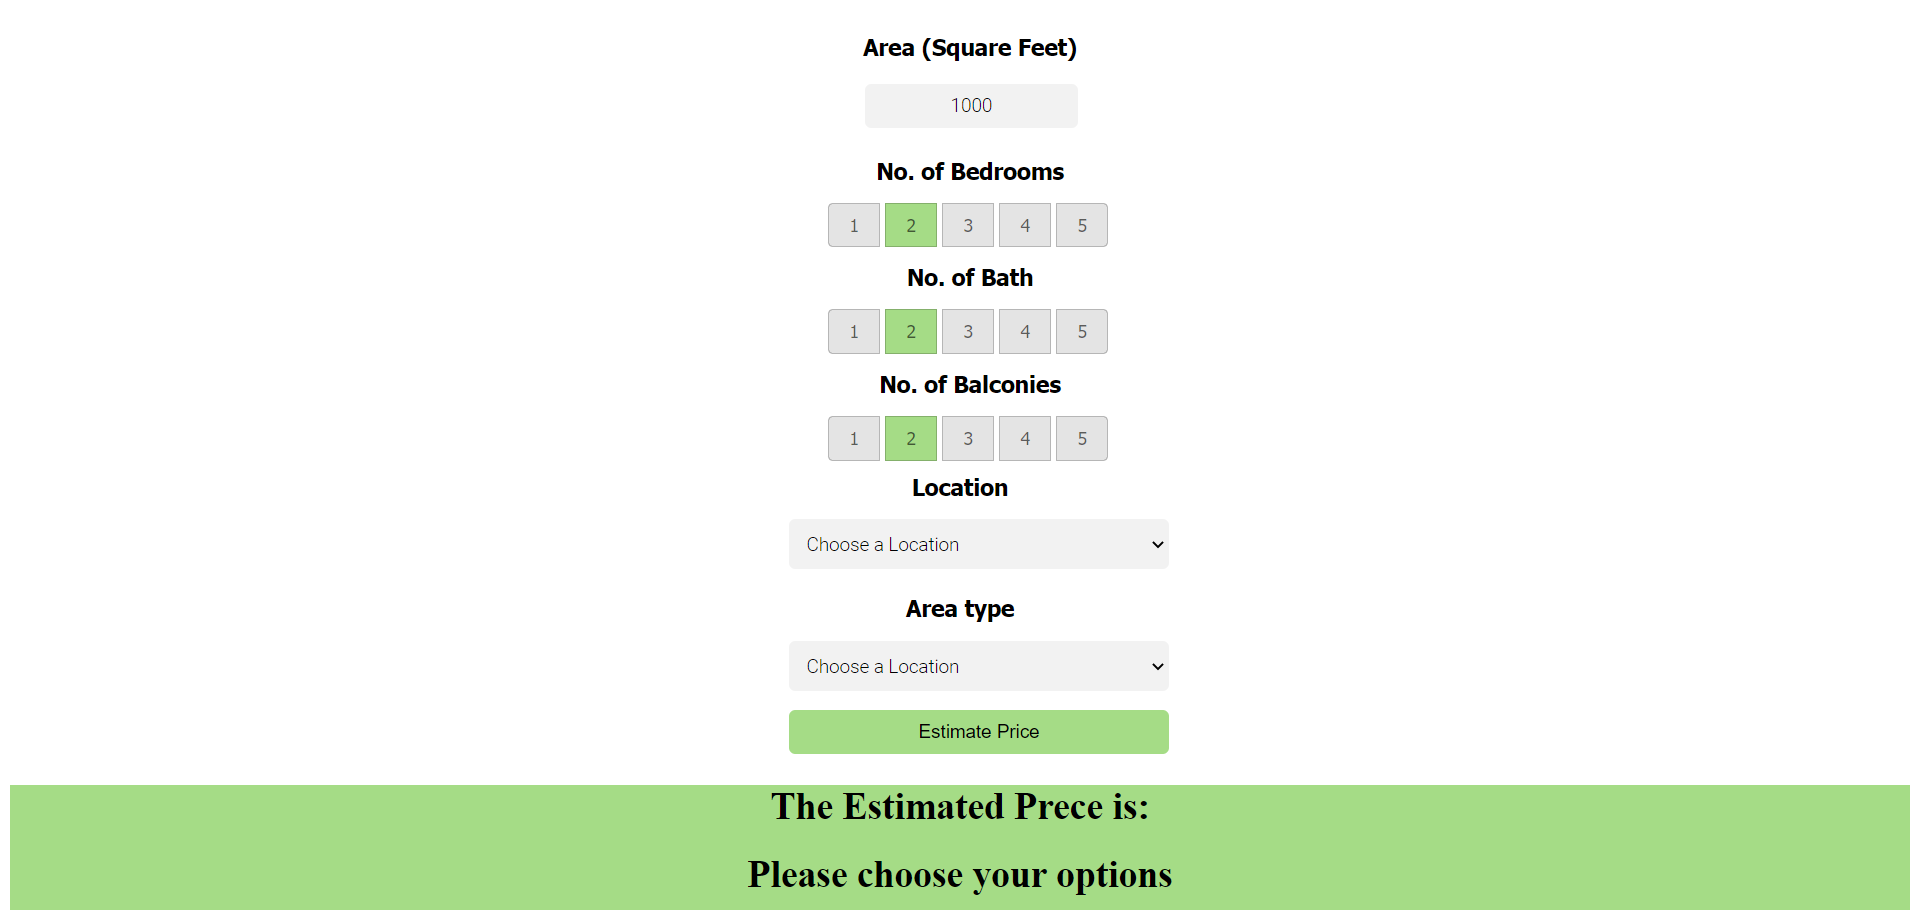 Area (Square Feet)
1000
No. of Bedrooms
1 2 3 4 5
No. of Bath
1 2 3 4 5
No. of Balconies
1 2 3 4 5
Location
Choose a Location
Area type
Choose a Location
Estimate Price
The Estimated Prece is:
Please choose your options